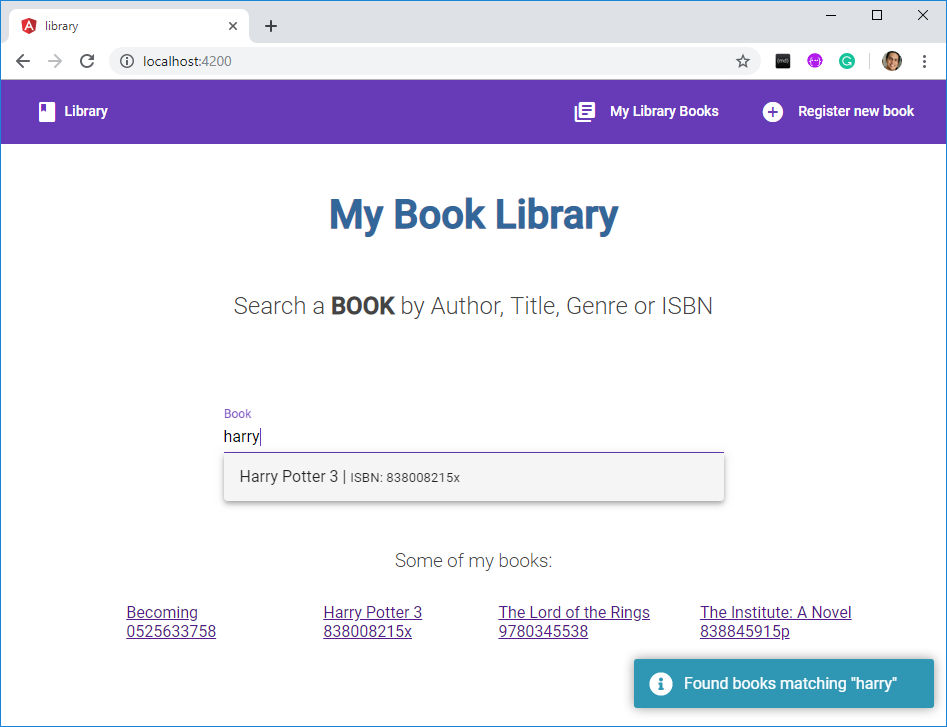 library
localhost:4200
Library
My Library Books
Register new book
My Book Library
Search a BOOK by Author, Title, Genre or ISBN
Book
harry
Harry Potter 3 | ISBN: 838008215x
Some of my books:
Becoming
0525633758
Harry Potter 3
838008215x
The Lord of the Rings
9780345538
The Institute: A Novel
838845915p
Found books matching "harry"